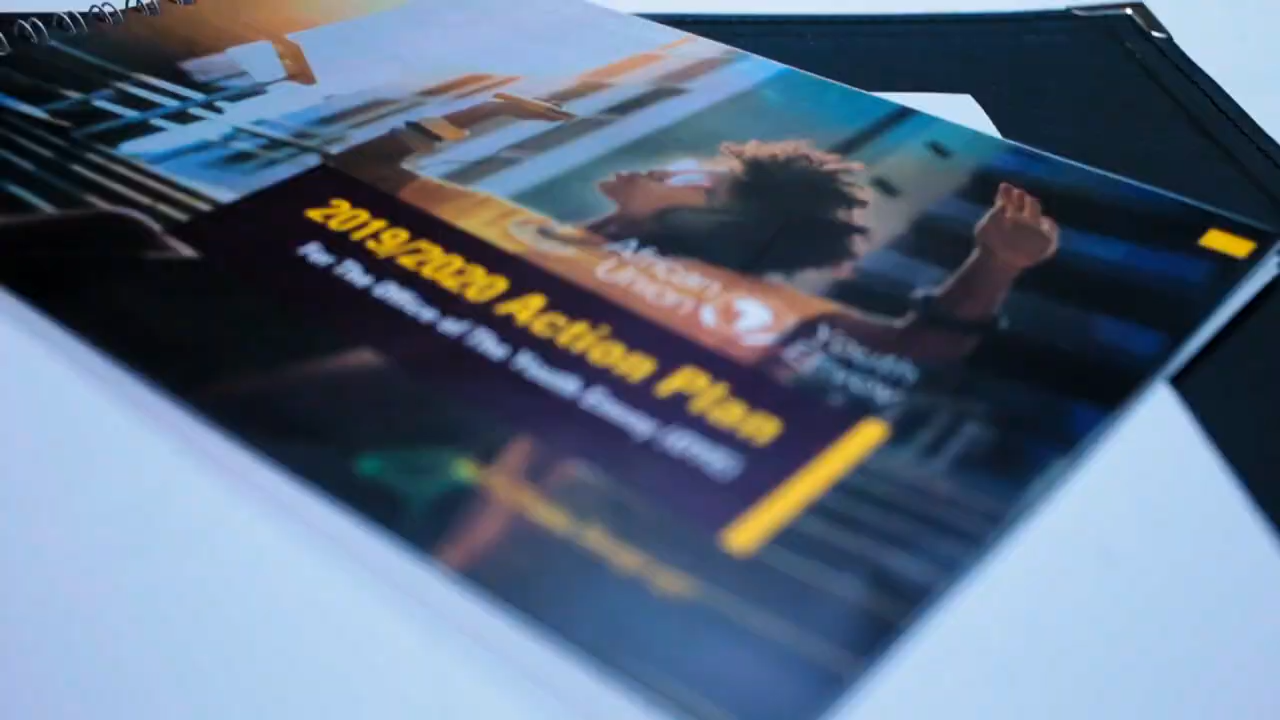 African
Union
Youth
Envoy
2019/2020 Action Plan
For The Office of The Youth Envoy (OYE)